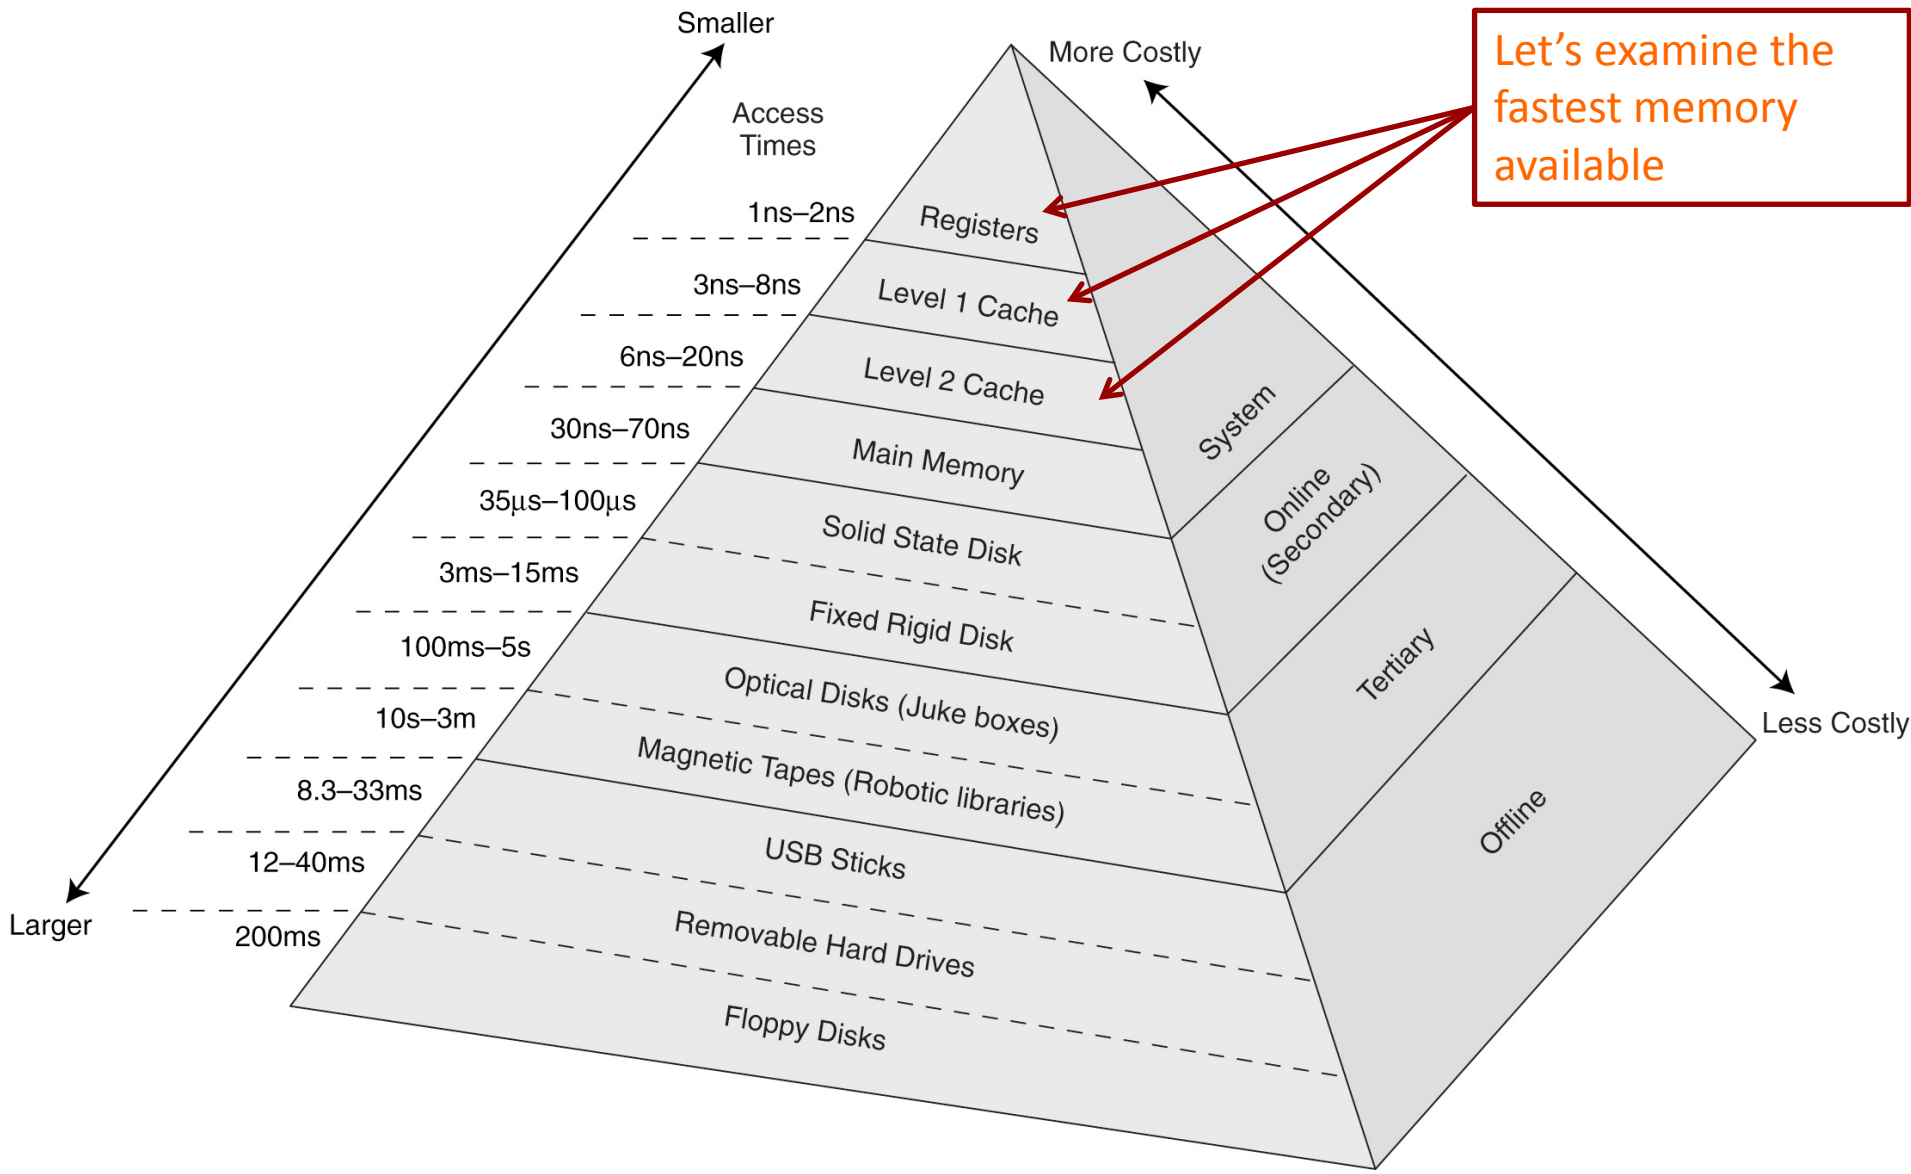 Smaller
More Costly
Let’s examine the
fastest memory
available
Access
Times
1ns–2ns
Registers
3ns–8ns
Level 1 Cache
6ns–20ns
Level 2 Cache
30ns–70ns
Main Memory
35μs–100μs
Solid State Disk
3ms–15ms
Fixed Rigid Disk
100ms–5s
Optical Disks (Juke boxes)
10s–3m
Magnetic Tapes (Robotic libraries)
8.3–33ms
USB Sticks
12–40ms
Removable Hard Drives
200ms
Floppy Disks
System
Online
(Secondary)
Tertiary
Offline
Larger
Less Costly